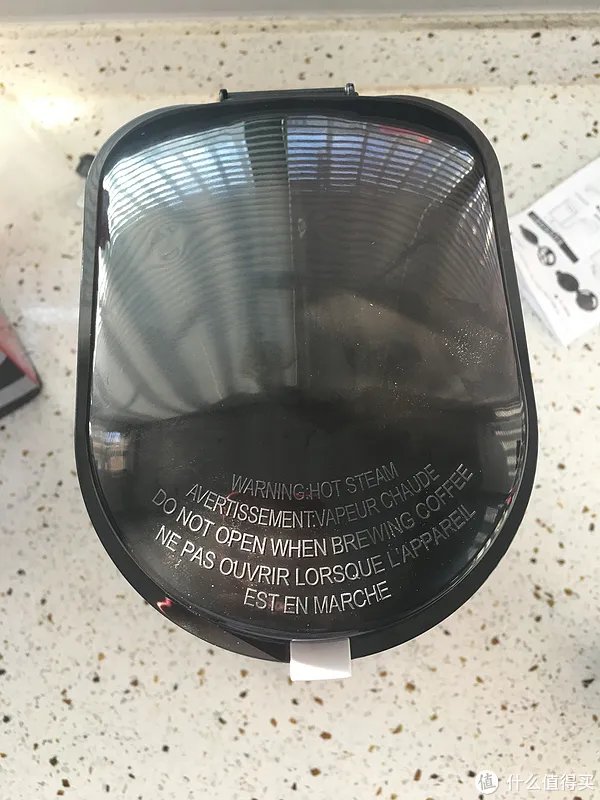 WARNING:HOT STEAM
AVERTISSEMENT:VAPEUR CHAUDE
DO NOT OPEN WHEN BREWING COFFEE
NE PAS OUVRIR LORSQUE L'APPAREIL
EST EN MARCHE
值 什么值得买